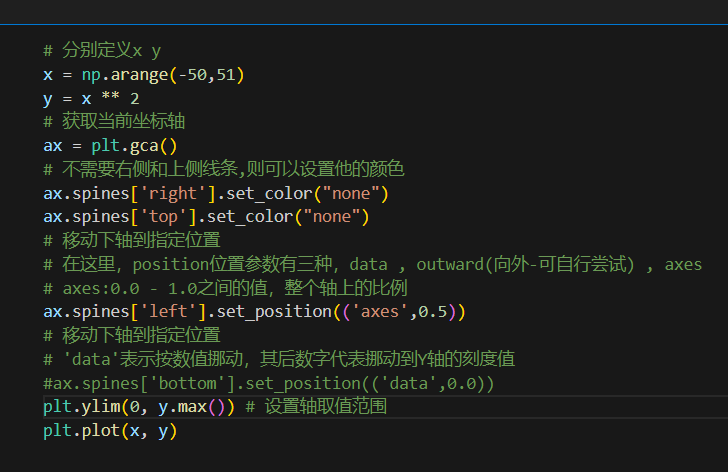 # 分别定义x y
x = np.arange(-50,51)
y = x ** 2
# 获取当前坐标轴
ax = plt.gca()
# 不需要右侧和上侧线条,则可以设置他的颜色
ax.spines['right'].set_color("none")
ax.spines['top'].set_color("none")
# 移动下轴到指定位置
# 在这里，position位置参数有三种，data , outward(向外-可自行尝试) , axes
# axes:0.0 - 1.0之间的值，整个轴上的比例
ax.spines['left'].set_position(('axes',0.5))
# 移动下轴到指定位置
# 'data'表示按数值挪动，其后数字代表挪动到Y轴的刻度值
#ax.spines['bottom'].set_position(('data',0.0))
plt.ylim(0, y.max()) # 设置轴取值范围
plt.plot(x, y)